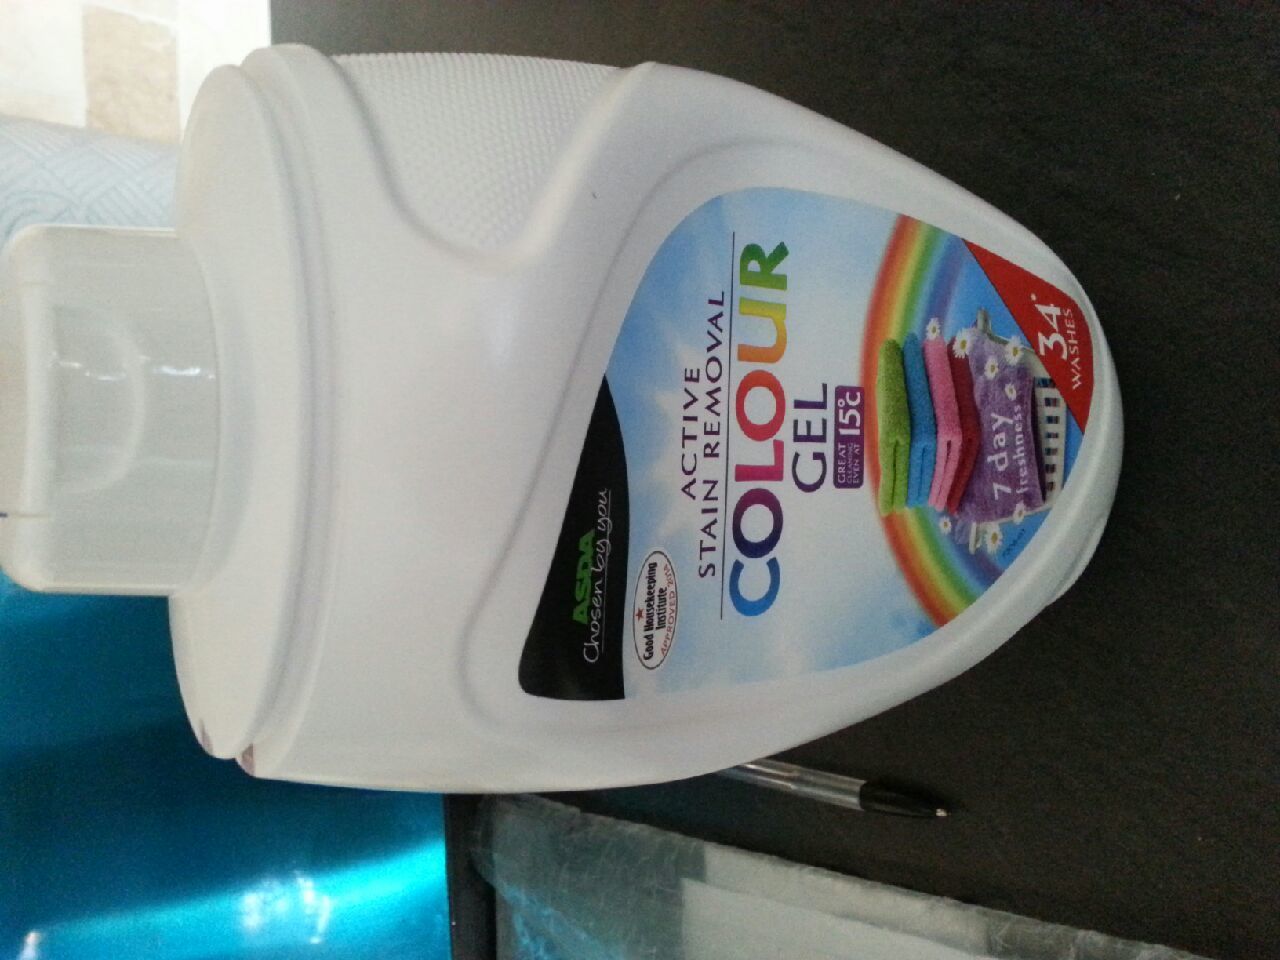 ASDA
Chosen by you
Good Housekeeping
Institute
APPROVED
ACTIVE
STAIN REMOVAL
COLOUR
GEL
GREAT
CLEANING
EVEN AT
15°C
7 day
freshness
34*
WASHES